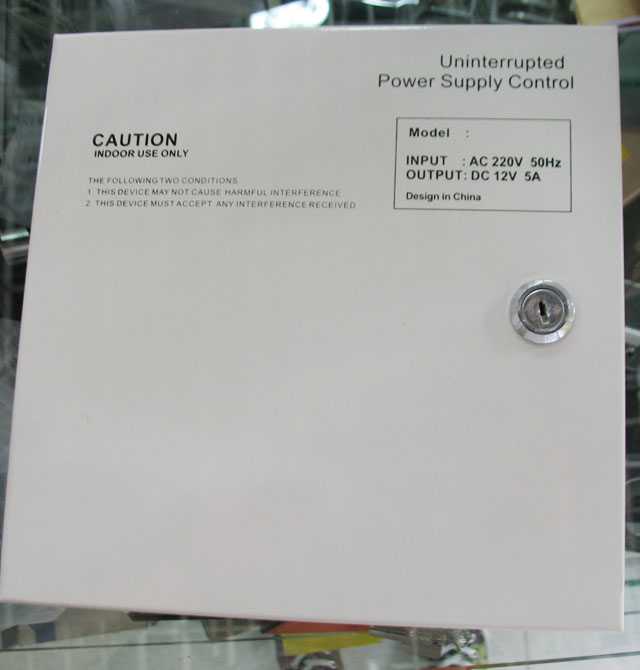 Uninterrupted
Power Supply Control
CAUTION
INDOOR USE ONLY
THE FOLLOWING TWO CONDITIONS
1. THIS DEVICE MAY NOT CAUSE HARMFUL INTERFERENCE
2. THIS DEVICE MUST ACCEPT ANY INTERFERENCE RECEIVED
Model :
INPUT : AC 220V 50Hz
OUTPUT: DC 12V 5A
Design in China